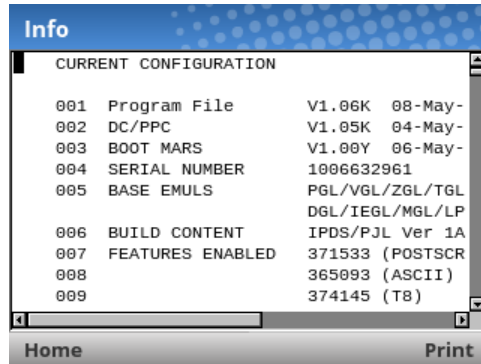 Info
CURRENT CONFIGURATION
001 Program File V1.06K 08-May-
002 DC/PPC V1.05K 04-May-
003 BOOT MARS V1.00Y 06-May-
004 SERIAL NUMBER 1006632961
005 BASE EMULS PGL/VGL/ZGL/TGL
DGL/IEGL/MGL/LP
006 BUILD CONTENT IPDS/PJL Ver 1A
007 FEATURES ENABLED 371533 (POSTSCR
008 365093 (ASCII)
009 374145 (T8)
Home Print